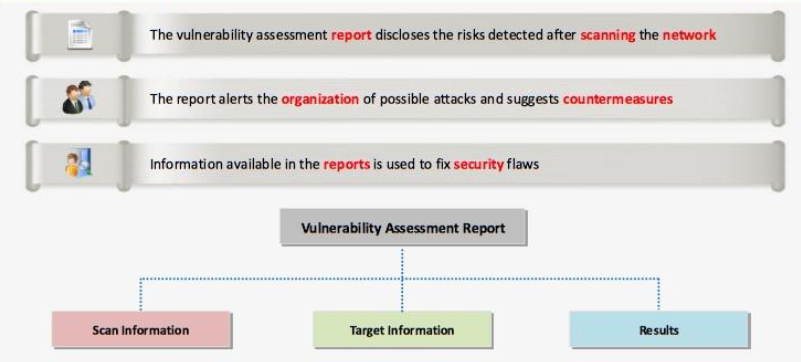 The vulnerability assessment report discloses the risks detected after scanning the network
The report alerts the organization of possible attacks and suggests countermeasures
Information available in the reports is used to fix security flaws
Vulnerability Assessment Report
Scan Information
Target Information
Results